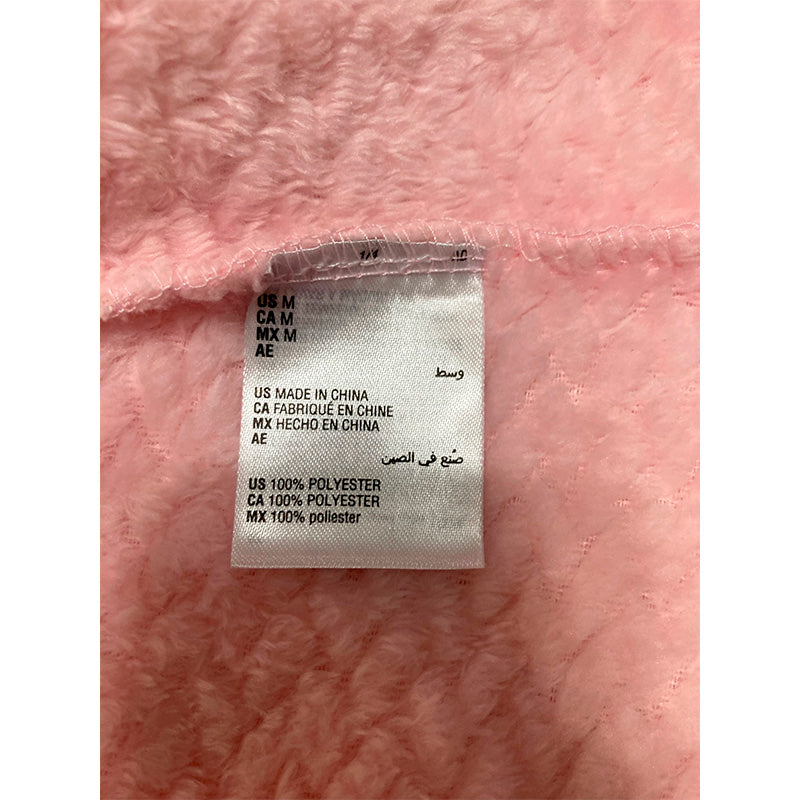 US M
CA M
MX M
AE
وسط
US MADE IN CHINA
CA FABRIQUÉ EN CHINE
MX HECHO EN CHINA
AE
صُنع في الصين
US 100% POLYESTER
CA 100% POLYESTER
MX 100% poliester